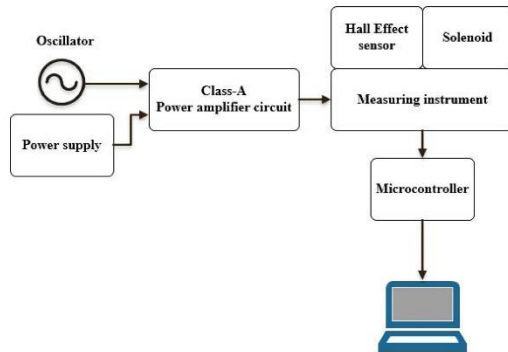 Oscillator
Hall Effect
sensor
Solenoid
Class-A
Power amplifier circuit
Measuring instrument
Power supply
Microcontroller